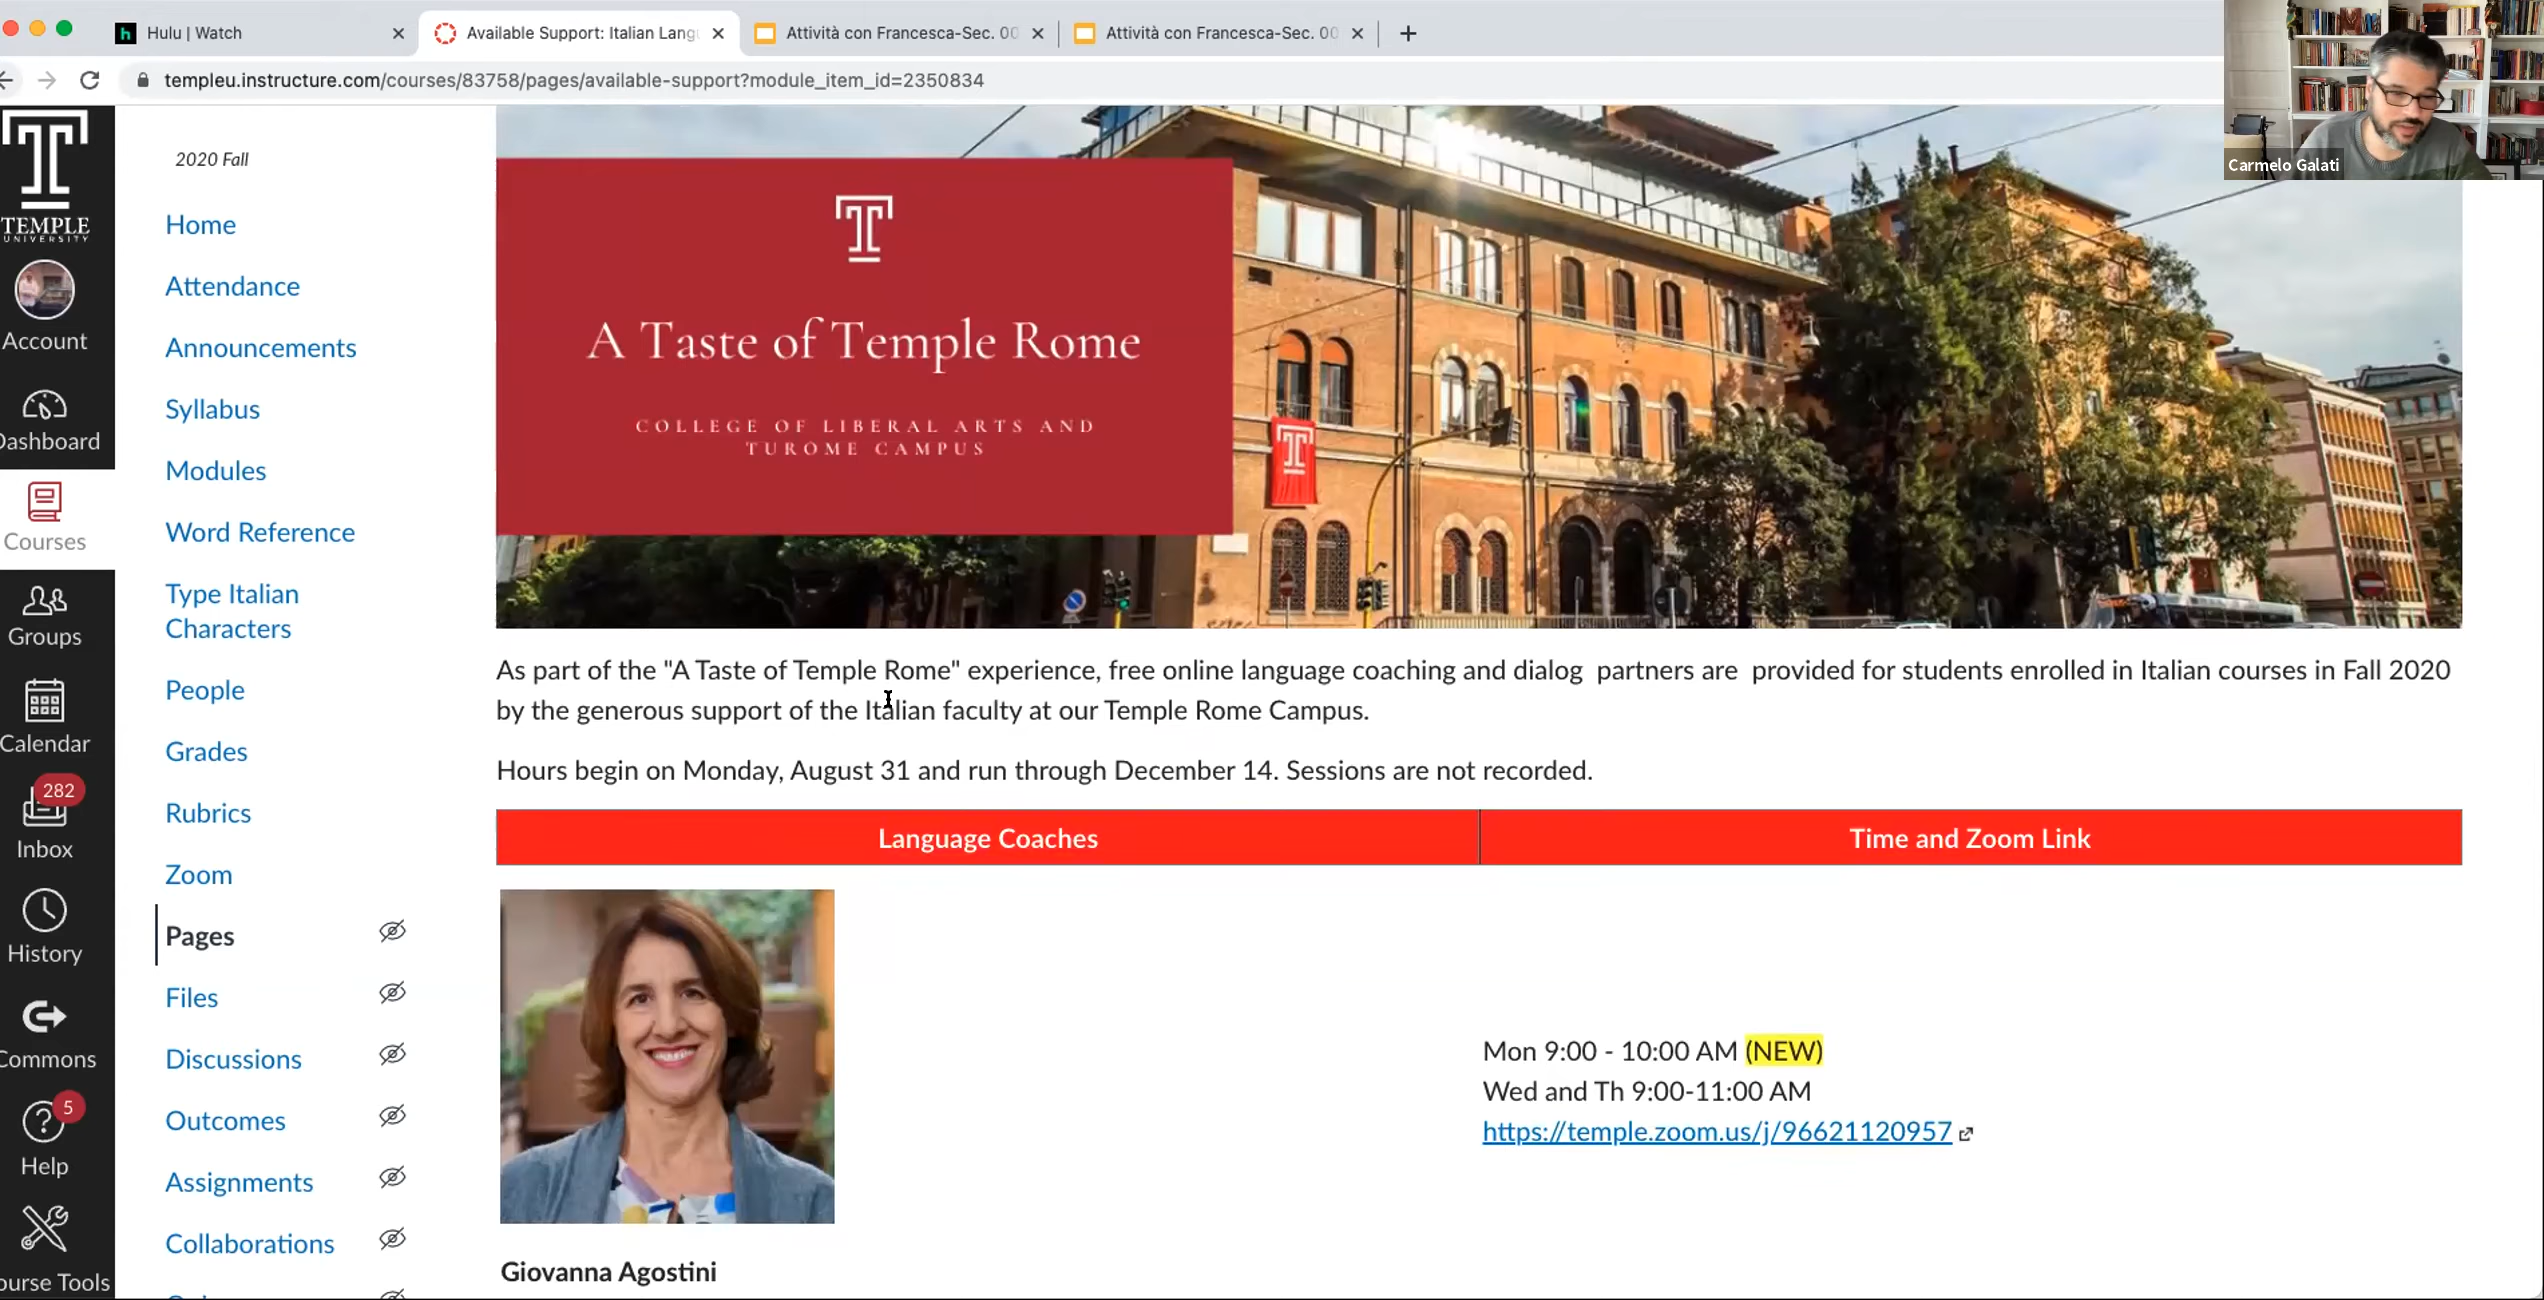 Hulu | Watch
Available Support: Italian Lang
Attività con Francesca-Sec. 00
Attività con Francesca-Sec. 00
templeu.instructure.com/courses/83758/pages/available-support?module_item_id=2350834
Carmelo Galati
TEMPLE
UNIVERSITY
Account
Dashboard
Courses
Groups
Calendar
282
Inbox
History
Commons
5
Help
ourse Tools
2020 Fall
Home
Attendance
Announcements
Syllabus
Modules
Word Reference
Type Italian
Characters
People
Grades
Rubrics
Zoom
Pages
Files
Discussions
Outcomes
Assignments
Collaborations
A Taste of Temple Rome
COLLEGE OF LIBERAL ARTS AND
TUROME CAMPUS
As part of the "A Taste of Temple Rome" experience, free online language coaching and dialog partners are provided for students enrolled in Italian courses in Fall 2020
by the generous support of the Italian faculty at our Temple Rome Campus.
Hours begin on Monday, August 31 and run through December 14. Sessions are not recorded.
Language Coaches
Time and Zoom Link
Mon 9:00 - 10:00 AM (NEW)
Wed and Th 9:00-11:00 AM
https://temple.zoom.us/j/96621120957
Giovanna Agostini